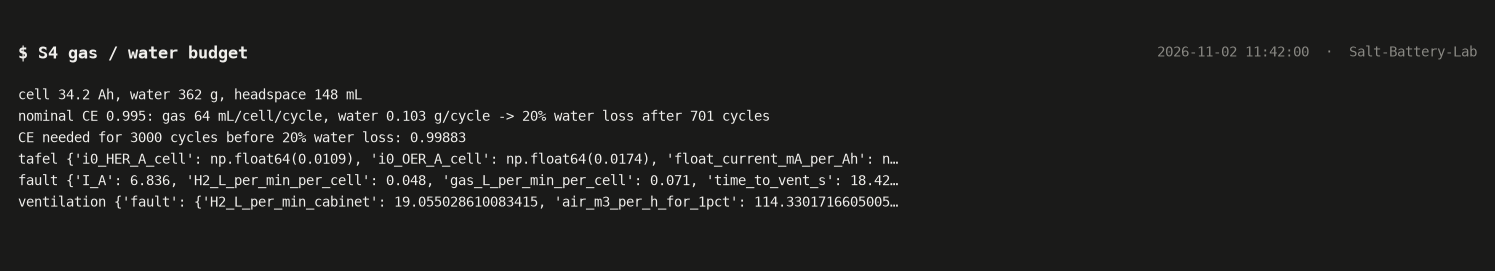 $ S4 gas / water budget
2026-11-02 11:42:00 · Salt-Battery-Lab
cell 34.2 Ah, water 362 g, headspace 148 mL
nominal CE 0.995: gas 64 mL/cell/cycle, water 0.103 g/cycle -> 20% water loss after 701 cycles
CE needed for 3000 cycles before 20% water loss: 0.99883
tafel {'i0_HER_A_cell': np.float64(0.0109), 'i0_OER_A_cell': np.float64(0.0174), 'float_current_mA_per_Ah': n…
fault {'I_A': 6.836, 'H2_L_per_min_per_cell': 0.048, 'gas_L_per_min_per_cell': 0.071, 'time_to_vent_s': 18.42…
ventilation {'fault': {'H2_L_per_min_cabinet': 19.055028610083415, 'air_m3_per_h_for_1pct': 114.3301716605005…